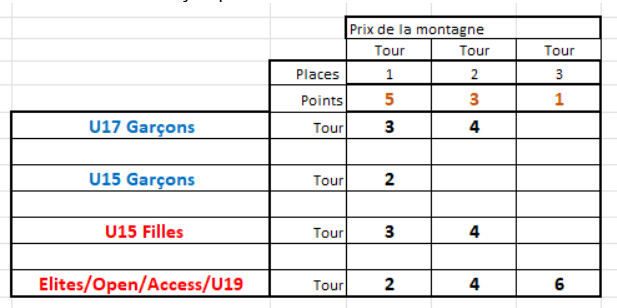 Prix de la montagne
Tour Tour Tour
Places 1 2 3
Points 5 3 1
U17 Garçons Tour 3 4
U15 Garçons Tour 2
U15 Filles Tour 3 4
Elites/Open/Access/U19 Tour 2 4 6